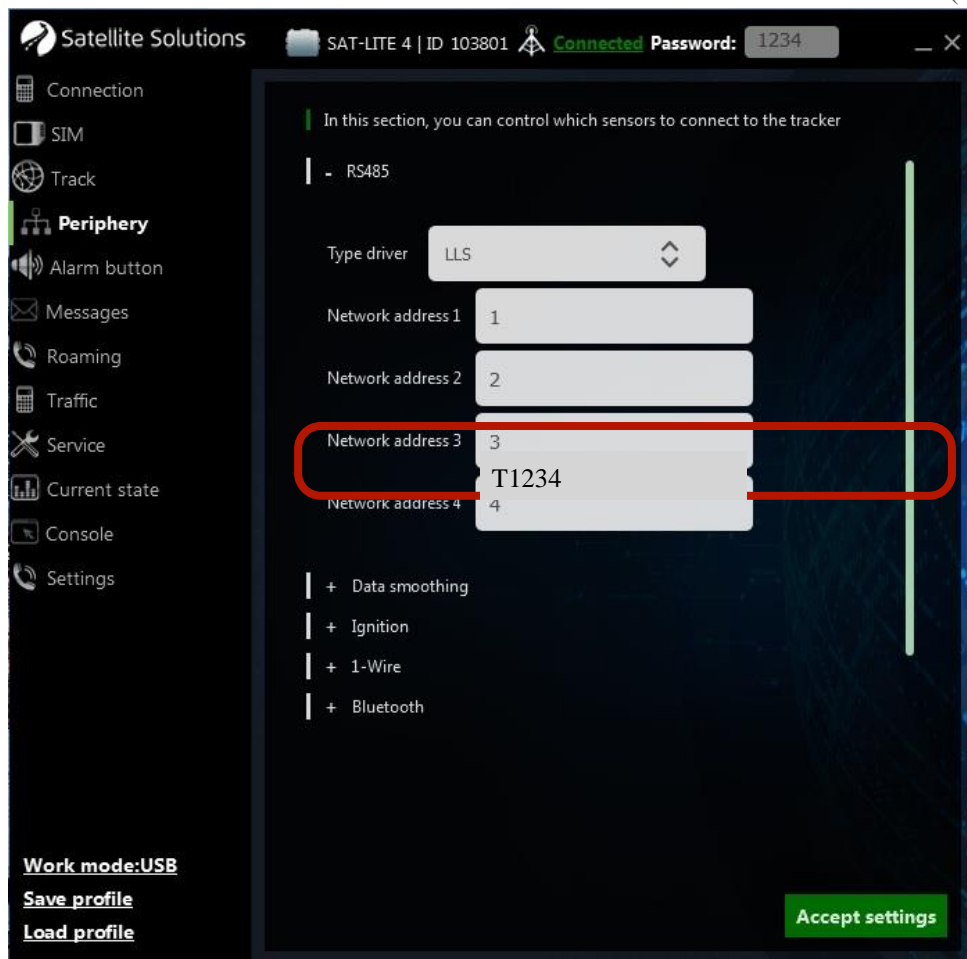 Satellite Solutions
SAT-LITE 4 | ID 103801 Connected Password: 1234
Connection
SIM
Track
Periphery
Alarm button
Messages
Roaming
Traffic
Service
Current state
Console
Settings
Work mode:USB
Save profile
Load profile
In this section, you can control which sensors to connect to the tracker
- RS485
Type driver LLS
Network address 1 1
Network address 2 2
Network address 3 3
T1234
Network address 4 4
+ Data smoothing
+ Ignition
+ 1-Wire
+ Bluetooth
Accept settings